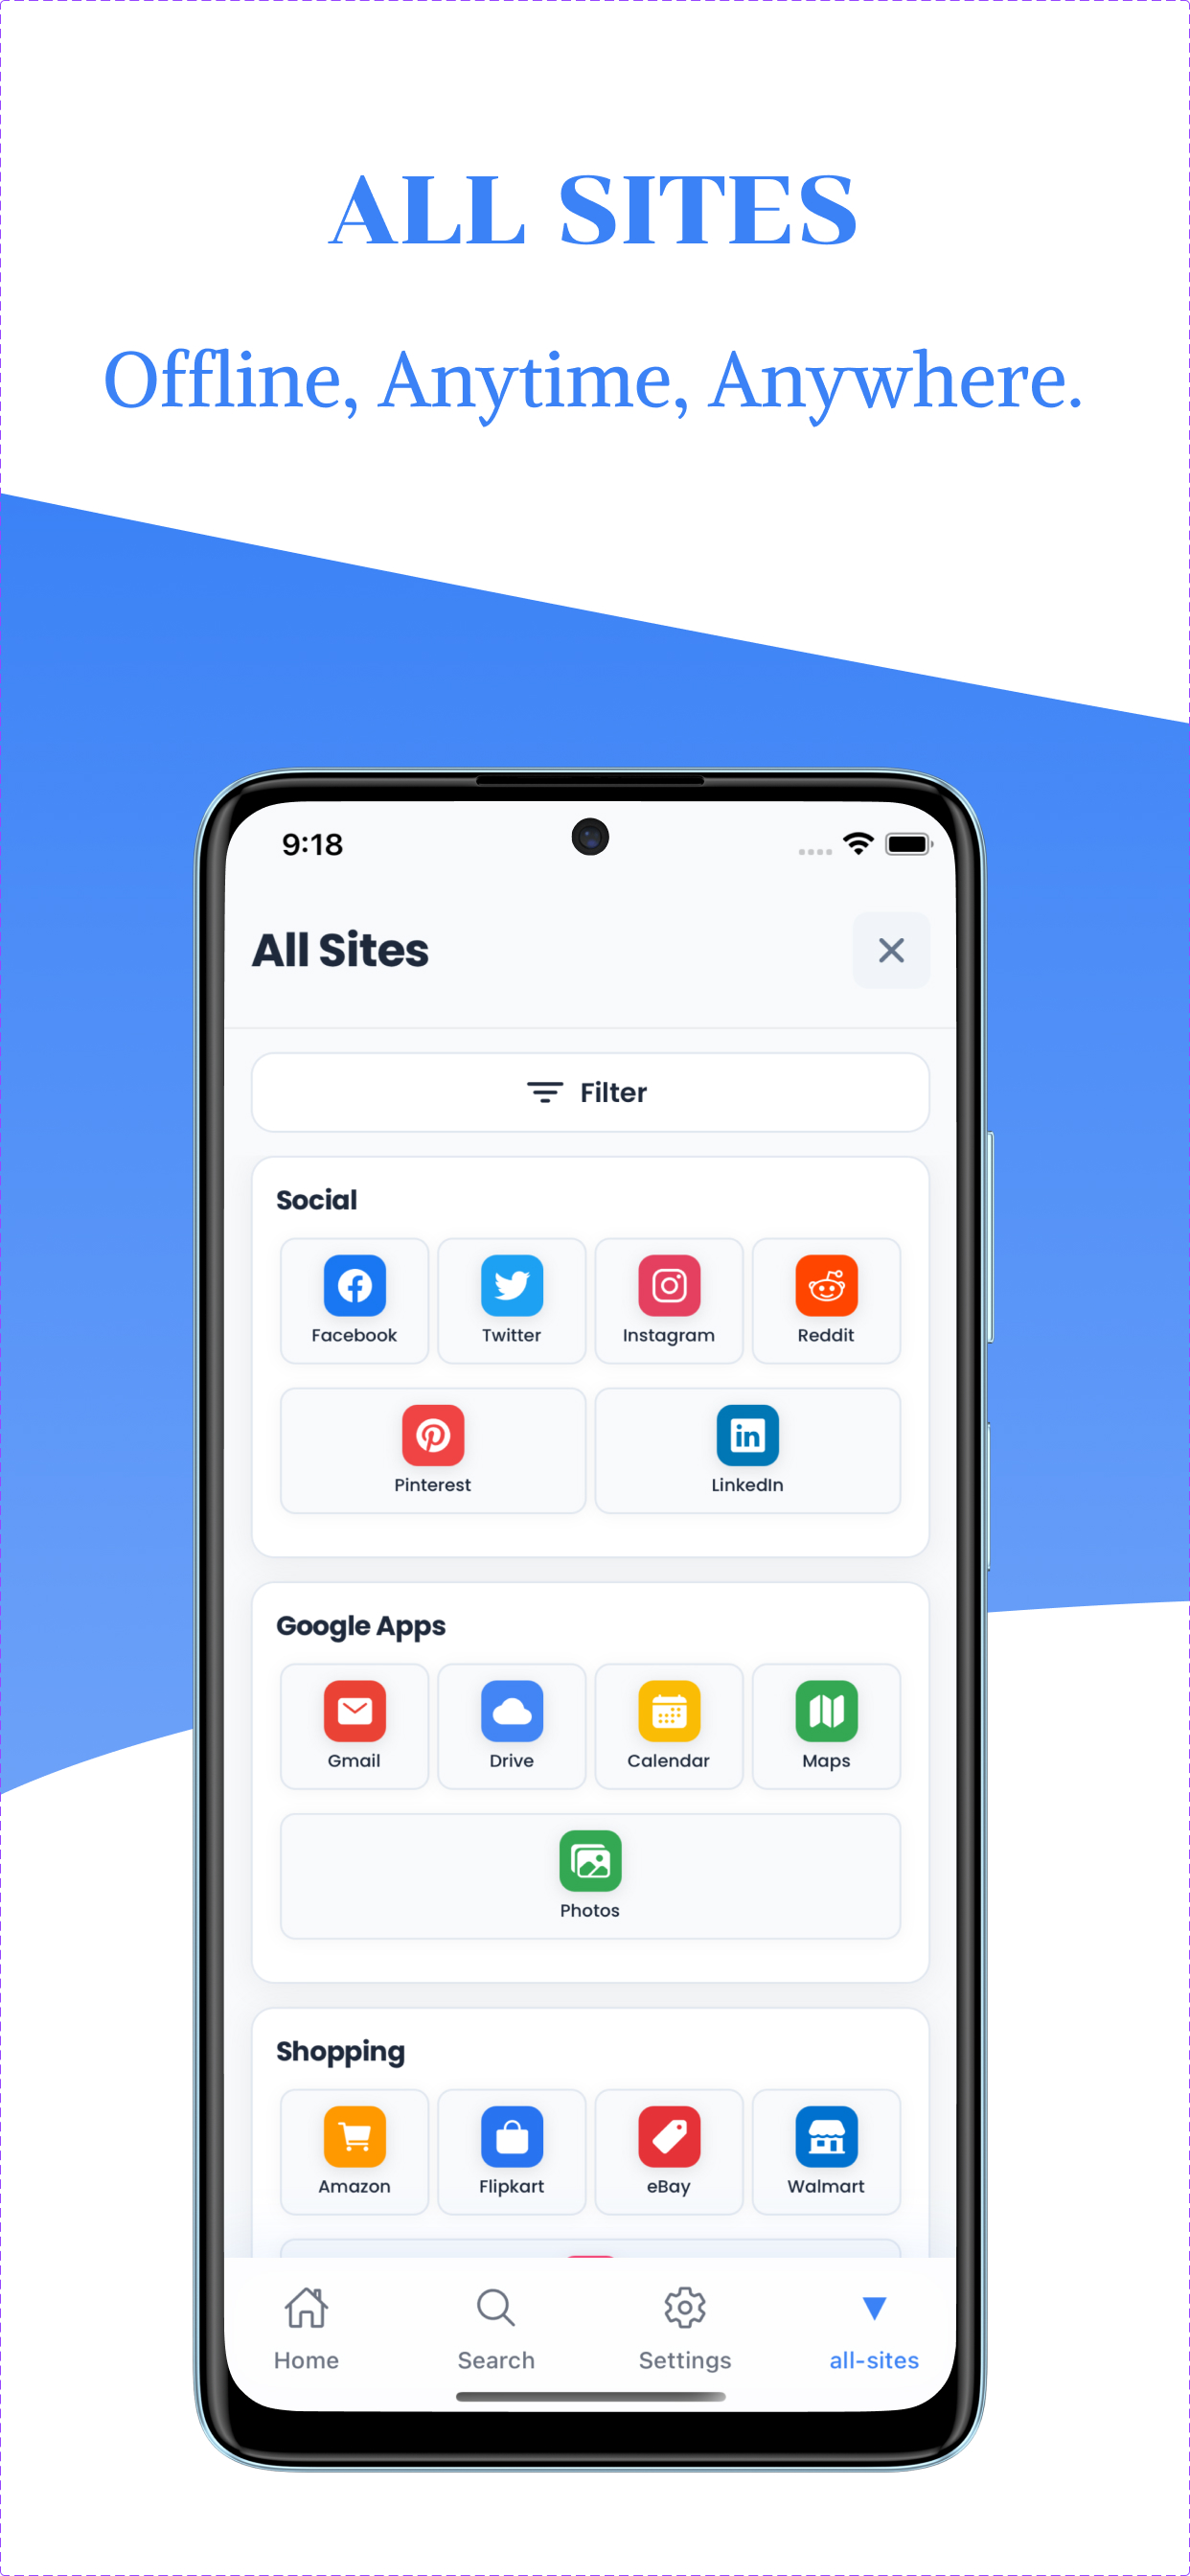 ALL SITES
Offline, Anytime, Anywhere.
9:18
All Sites
Filter
Social
Facebook
Twitter
Instagram
Reddit
Pinterest
LinkedIn
Google Apps
Gmail
Drive
Calendar
Maps
Photos
Shopping
Amazon
Flipkart
eBay
Walmart
Home
Search
Settings
all-sites